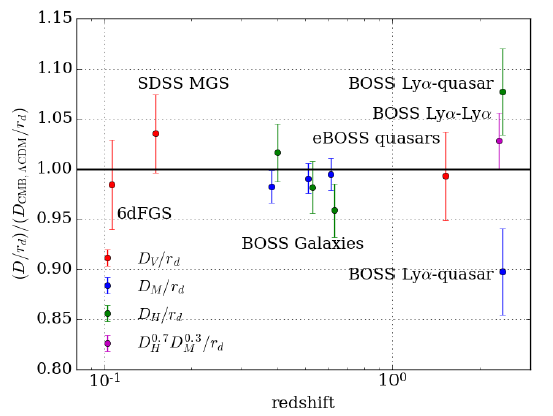 1.15
1.10
1.05
1.00
0.95
0.90
0.85
0.80
(D/r_d)/(D_{CMB,ΛCDM}/r_d)
SDSS MGS
BOSS Lyα-quasar
BOSS Lyα-Lyα
eBOSS quasars
6dFGS
BOSS Galaxies
BOSS Lyα-quasar
D_V/r_d
D_M/r_d
D_H/r_d
D_H^{0.7}D_M^{0.3}/r_d
10^{-1}
10^0
redshift